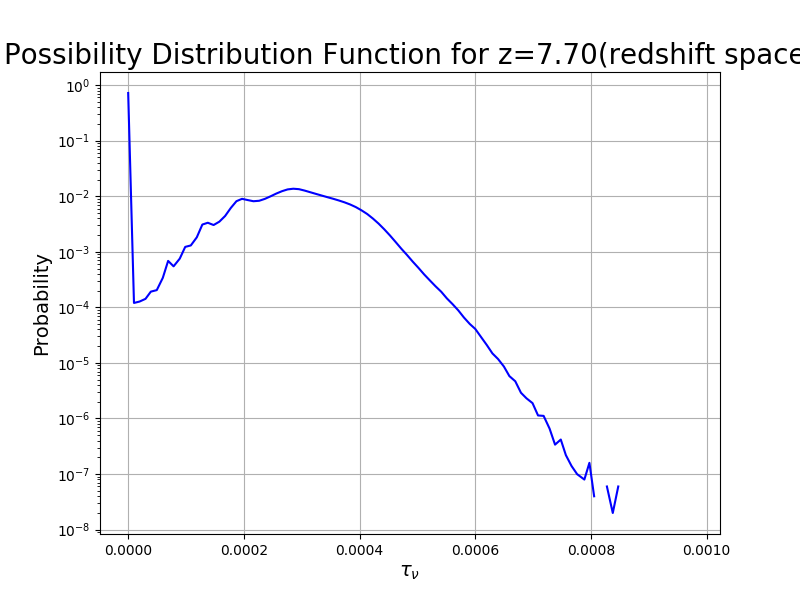 Possibility Distribution Function for z=7.70(redshift space
10⁰
10⁻¹
10⁻²
10⁻³
10⁻⁴
10⁻⁵
10⁻⁶
10⁻⁷
10⁻⁸
Probability
0.0000 0.0002 0.0004 0.0006 0.0008 0.0010
τᵥ